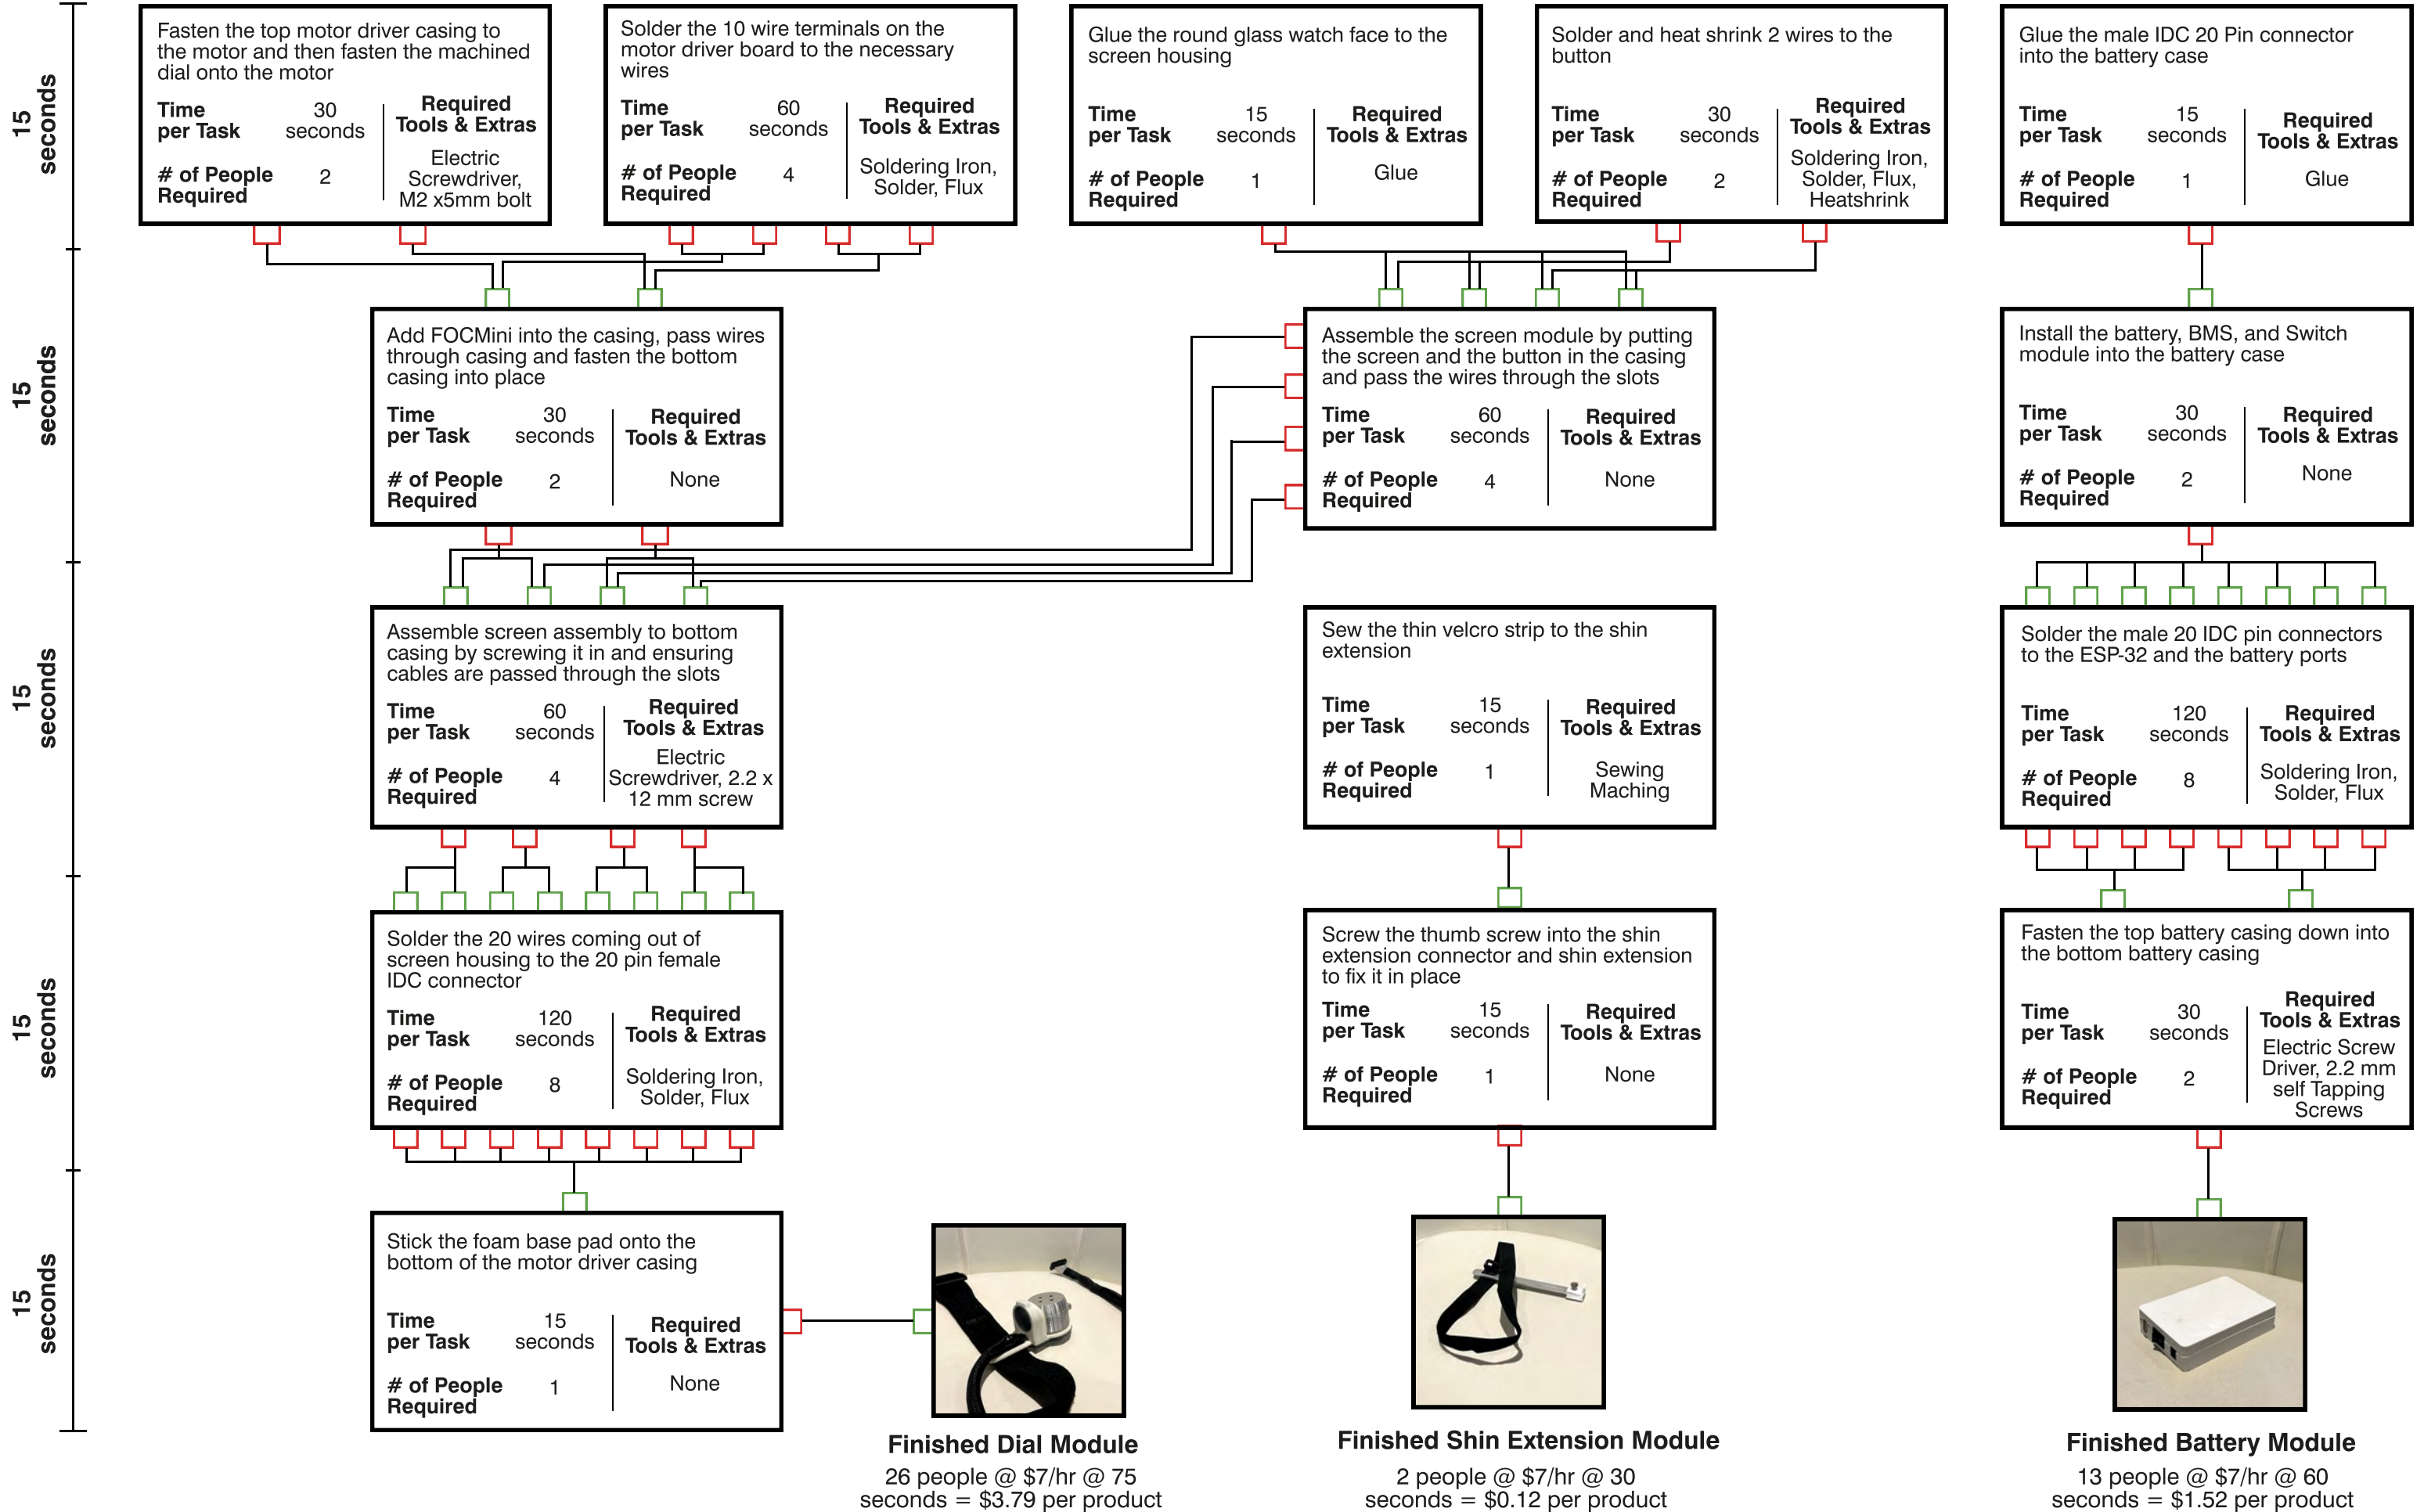 15
seconds
Fasten the top motor driver casing to
the motor and then fasten the machined
dial onto the motor
Time
per Task
30
seconds
# of People
Required
2
Required
Tools & Extras
Electric
Screwdriver,
M2 x5mm bolt
Solder the 10 wire terminals on the
motor driver board to the necessary
wires
Time
per Task
60
seconds
# of People
Required
4
Required
Tools & Extras
Soldering Iron,
Solder, Flux
Glue the round glass watch face to the
screen housing
Time
per Task
15
seconds
# of People
Required
1
Required
Tools & Extras
Glue
Solder and heat shrink 2 wires to the
button
Time
per Task
30
seconds
# of People
Required
2
Required
Tools & Extras
Soldering Iron,
Solder, Flux,
Heatshrink
Glue the male IDC 20 Pin connector
into the battery case
Time
per Task
15
seconds
# of People
Required
1
Required
Tools & Extras
Glue
15
seconds
Add FOCMini into the casing, pass wires
through casing and fasten the bottom
casing into place
Time
per Task
30
seconds
# of People
Required
2
Required
Tools & Extras
None
Assemble the screen module by putting
the screen and the button in the casing
and pass the wires through the slots
Time
per Task
60
seconds
# of People
Required
4
Required
Tools & Extras
None
Install the battery, BMS, and Switch
module into the battery case
Time
per Task
30
seconds
# of People
Required
2
Required
Tools & Extras
None
15
seconds
Assemble screen assembly to bottom
casing by screwing it in and ensuring
cables are passed through the slots
Time
per Task
60
seconds
# of People
Required
4
Required
Tools & Extras
Electric
Screwdriver, 2.2 x
12 mm screw
Sew the thin velcro strip to the shin
extension
Time
per Task
15
seconds
# of People
Required
1
Required
Tools & Extras
Sewing
Maching
Solder the male 20 IDC pin connectors
to the ESP-32 and the battery ports
Time
per Task
120
seconds
# of People
Required
8
Required
Tools & Extras
Soldering Iron,
Solder, Flux
15
seconds
Solder the 20 wires coming out of
screen housing to the 20 pin female
IDC connector
Time
per Task
120
seconds
# of People
Required
8
Required
Tools & Extras
Soldering Iron,
Solder, Flux
Screw the thumb screw into the shin
extension connector and shin extension
to fix it in place
Time
per Task
15
seconds
# of People
Required
1
Required
Tools & Extras
None
Fasten the top battery casing down into
the bottom battery casing
Time
per Task
30
seconds
# of People
Required
2
Required
Tools & Extras
Electric Screw
Driver, 2.2 mm
self Tapping
Screws
15
seconds
Stick the foam base pad onto the
bottom of the motor driver casing
Time
per Task
15
seconds
# of People
Required
1
Required
Tools & Extras
None
Finished Dial Module
26 people @ $7/hr @ 75
seconds = $3.79 per product
Finished Shin Extension Module
2 people @ $7/hr @ 30
seconds = $0.12 per product
Finished Battery Module
13 people @ $7/hr @ 60
seconds = $1.52 per product